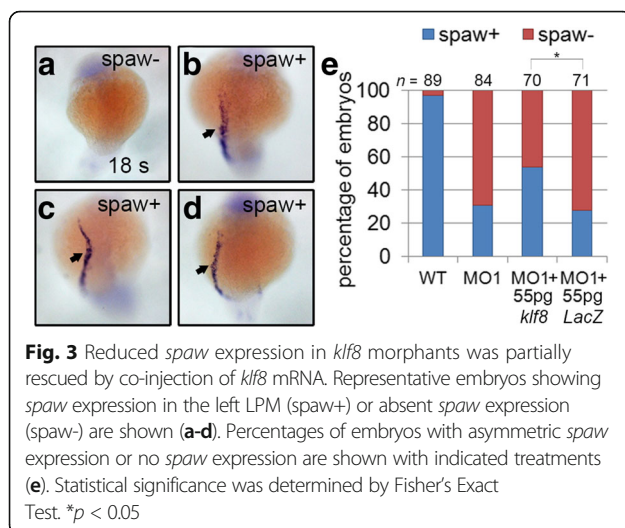 spaw+ spaw-
a spaw-
18 s
b spaw+
c spaw+
d spaw+
e
*
n = 89 84 70 71
percentage of embryos
100
80
60
40
20
0
WT
MO1
MO1+
55pg
klf8
MO1+
55pg
LacZ
Fig. 3 Reduced spaw expression in klf8 morphants was partially
rescued by co-injection of klf8 mRNA. Representative embryos showing
spaw expression in the left LPM (spaw+) or absent spaw expression
(spaw-) are shown (a-d). Percentages of embryos with asymmetric spaw
expression or no spaw expression are shown with indicated treatments
(e). Statistical significance was determined by Fisher's Exact
Test. *p < 0.05